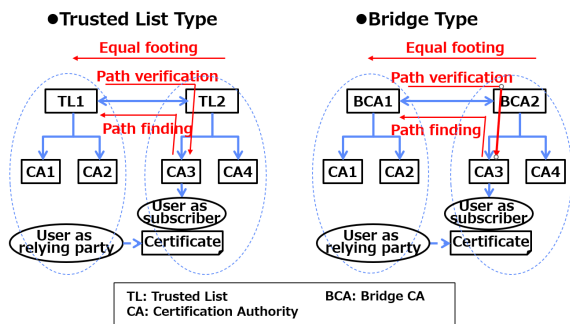 ●Trusted List Type
Equal footing
Path verification
TL1
TL2
Path finding
CA1
CA2
CA3
CA4
User as
subscriber
User as
relying party
Certificate
●Bridge Type
Equal footing
Path verification
BCA1
BCA2
Path finding
CA1
CA2
CA3
CA4
User as
subscriber
User as
relying party
Certificate
TL: Trusted List
BCA: Bridge CA
CA: Certification Authority